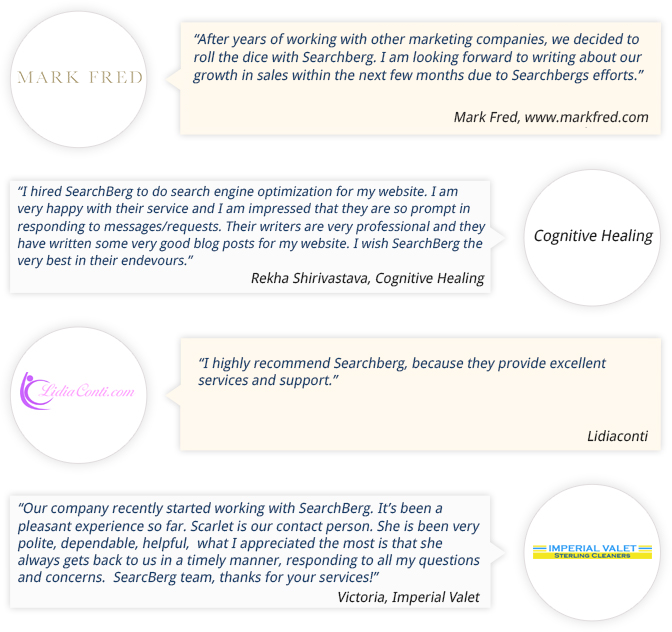 MARK FRED
“After years of working with other marketing companies, we decided to
roll the dice with Searchberg. I am looking forward to writing about our
growth in sales within the next few months due to Searchbergs efforts.”
Mark Fred, www.markfred.com
“I hired SearchBerg to do search engine optimization for my website. I am
very happy with their service and I am impressed that they are so prompt in
responding to messages/requests. Their writers are very professional and they
have written some very good blog posts for my website. I wish SearchBerg the
very best in their endevours.”
Rekha Shirivastava, Cognitive Healing
Cognitive Healing
LidiaConti.com
“I highly recommend Searchberg, because they provide excellent
services and support.”
Lidiaconti
“Our company recently started working with SearchBerg. It’s been a
pleasant experience so far. Scarlet is our contact person. She is been very
polite, dependable, helpful,  what I appreciated the most is that she
always gets back to us in a timely manner, responding to all my questions
and concerns.  SearcBerg team, thanks for your services!”
Victoria, Imperial Valet
IMPERIAL VALET
STERLING CLEANERS